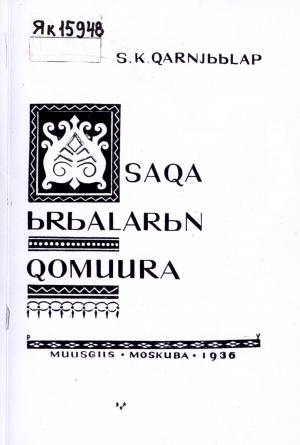 Як 15948
S.K.QARNJЬЬLAP
SAQA
ЬRЬALARЬN
QOMUURA
P V
MUUSGIIS • MOSKUBA • 1936